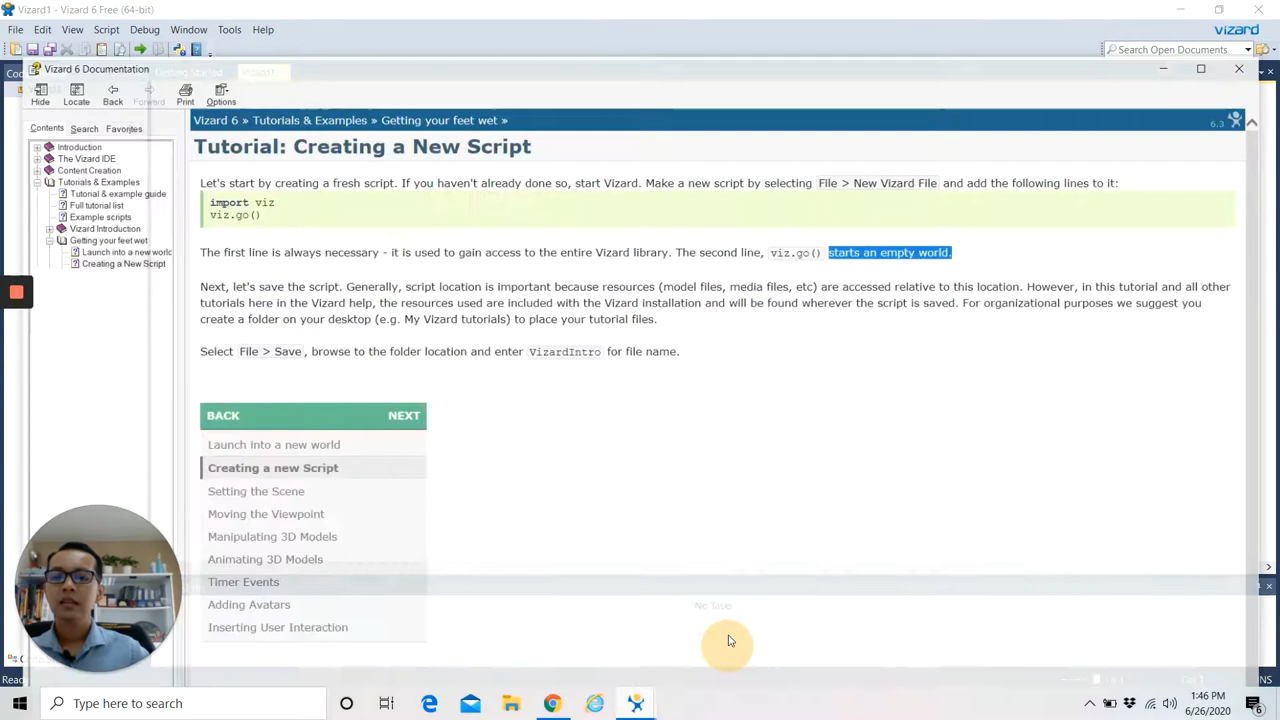 Vizard1 - Vizard 6 Free (64-bit)
File Edit View Script Debug Window Tools Help
vizard
Search Open Documents
Vizard 6 Documentation
Getting Started
Vizard1
Hide Locate Back Forward Print Options
Contents Search Favorites
Introduction
The Vizard IDE
Content Creation
Tutorials & Examples
Tutorial & example guide
Full tutorial list
Example scripts
Vizard Introduction
Getting your feet wet
Launch into a new world
Creating a New Script
Vizard 6 » Tutorials & Examples » Getting your feet wet »
6.3
Tutorial: Creating a New Script
Let's start by creating a fresh script. If you haven't already done so, start Vizard. Make a new script by selecting File > New Vizard File and add the following lines to it:
import viz
viz.go()
The first line is always necessary - it is used to gain access to the entire Vizard library. The second line, viz.go() starts an empty world.
Next, let's save the script. Generally, script location is important because resources (model files, media files, etc) are accessed relative to this location. However, in this tutorial and all other
tutorials here in the Vizard help, the resources used are included with the Vizard installation and will be found wherever the script is saved. For organizational purposes we suggest you
create a folder on your desktop (e.g. My Vizard tutorials) to place your tutorial files.
Select File > Save, browse to the folder location and enter VizardIntro for file name.
BACK NEXT
Launch into a new world
Creating a new Script
Setting the Scene
Moving the Viewpoint
Manipulating 3D Models
Animating 3D Models
Timer Events
Adding Avatars
Inserting User Interaction
No Tasks
Type here to search
1:46 PM
6/26/2020
6